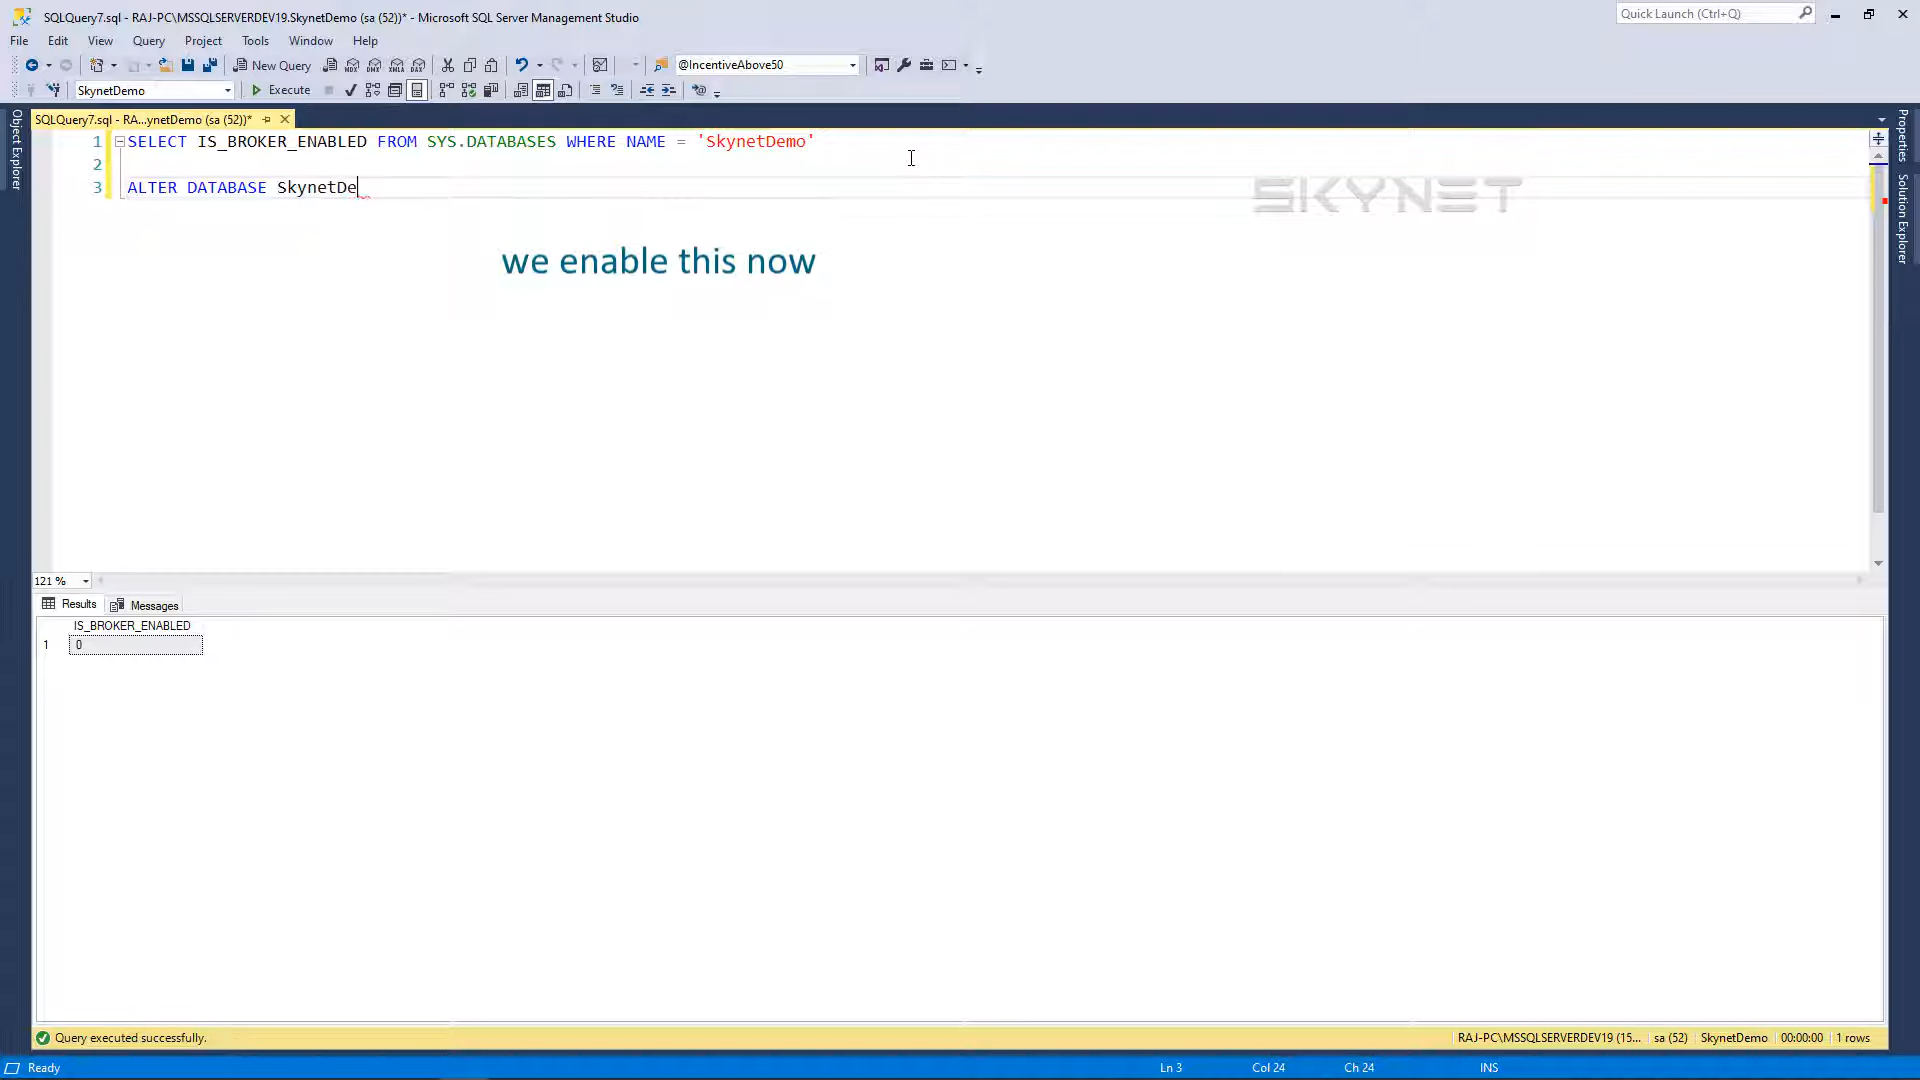 SQLQuery7.sql - RAJ-PC\MSSQLSERVERDEV19.SkynetDemo (sa (52))* - Microsoft SQL Server Management Studio
Quick Launch (Ctrl+Q)
File Edit View Query Project Tools Window Help
New Query
@IncentiveAbove50
SkynetDemo
Execute
Object Explorer
SQLQuery7.sql - RA...ynetDemo (sa (52))*
Properties
Solution Explorer
1 SELECT IS_BROKER_ENABLED FROM SYS.DATABASES WHERE NAME = 'SkynetDemo'
2
3 ALTER DATABASE SkynetDe
SKYNET
we enable this now
121 %
Results Messages
IS_BROKER_ENABLED
1 0
Query executed successfully.
RAJ-PC\MSSQLSERVERDEV19 (15... sa (52) SkynetDemo 00:00:00 1 rows
Ready Ln 3 Col 24 Ch 24 INS